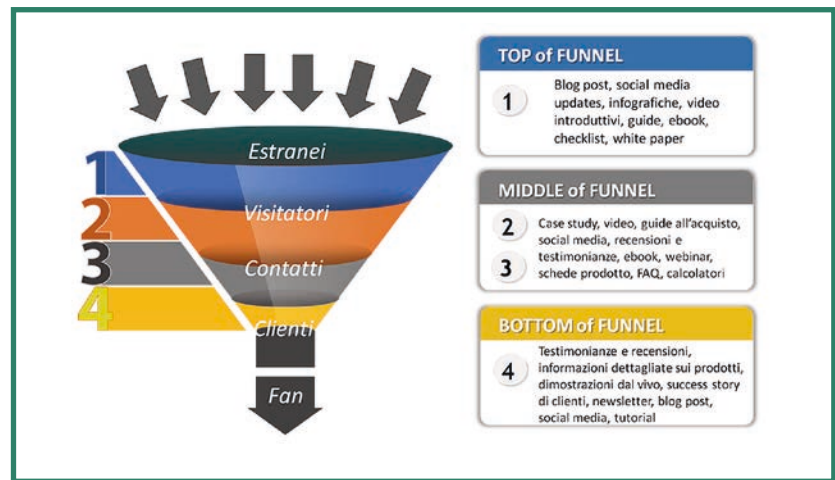 Estranei
1
Visitatori
2
Contatti
3
Clienti
4
Fan
TOP of FUNNEL
1
Blog post, social media
updates, infografiche, video
introduttivi, guide, ebook,
checklist, white paper
MIDDLE of FUNNEL
2
3
Case study, video, guide all'acquisto,
social media, recensioni e
testimonianze, ebook, webinar,
schede prodotto, FAQ, calcolatori
BOTTOM of FUNNEL
4
Testimonianze e recensioni,
informazioni dettagliate sui prodotti,
dimostrazioni dal vivo, success story
di clienti, newsletter, blog post,
social media, tutorial